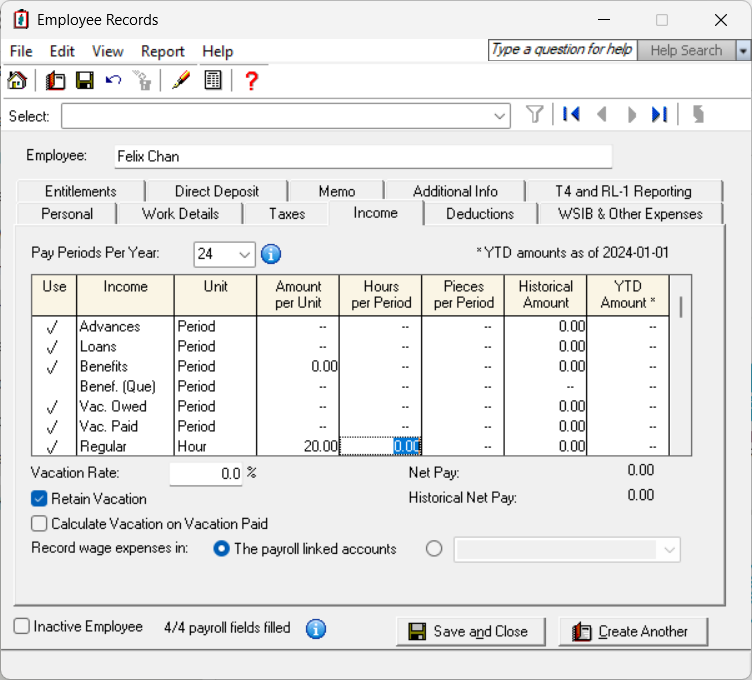 Employee Records
File Edit View Report Help
Type a question for help Help Search
Select:
Employee: Felix Chan
Entitlements Direct Deposit Memo Additional Info T4 and RL-1 Reporting
Personal Work Details Taxes Income Deductions WSIB & Other Expenses
Pay Periods Per Year: 24 * YTD amounts as of 2024-01-01
Use Income Unit Amount per Unit Hours per Period Pieces per Period Historical Amount YTD Amount *
✓ Advances Period -- -- -- 0.00 --
✓ Loans Period -- -- -- 0.00 --
✓ Benefits Period 0.00 -- -- 0.00 --
Benef. (Que) Period -- -- -- -- --
✓ Vac. Owed Period -- -- -- 0.00 --
✓ Vac. Paid Period -- -- -- 0.00 --
✓ Regular Hour 20.00 0.00 -- 0.00 --
Vacation Rate: 0.0 % Net Pay: 0.00
Retain Vacation Historical Net Pay: 0.00
Calculate Vacation on Vacation Paid
Record wage expenses in: The payroll linked accounts
Inactive Employee 4/4 payroll fields filled Save and Close Create Another